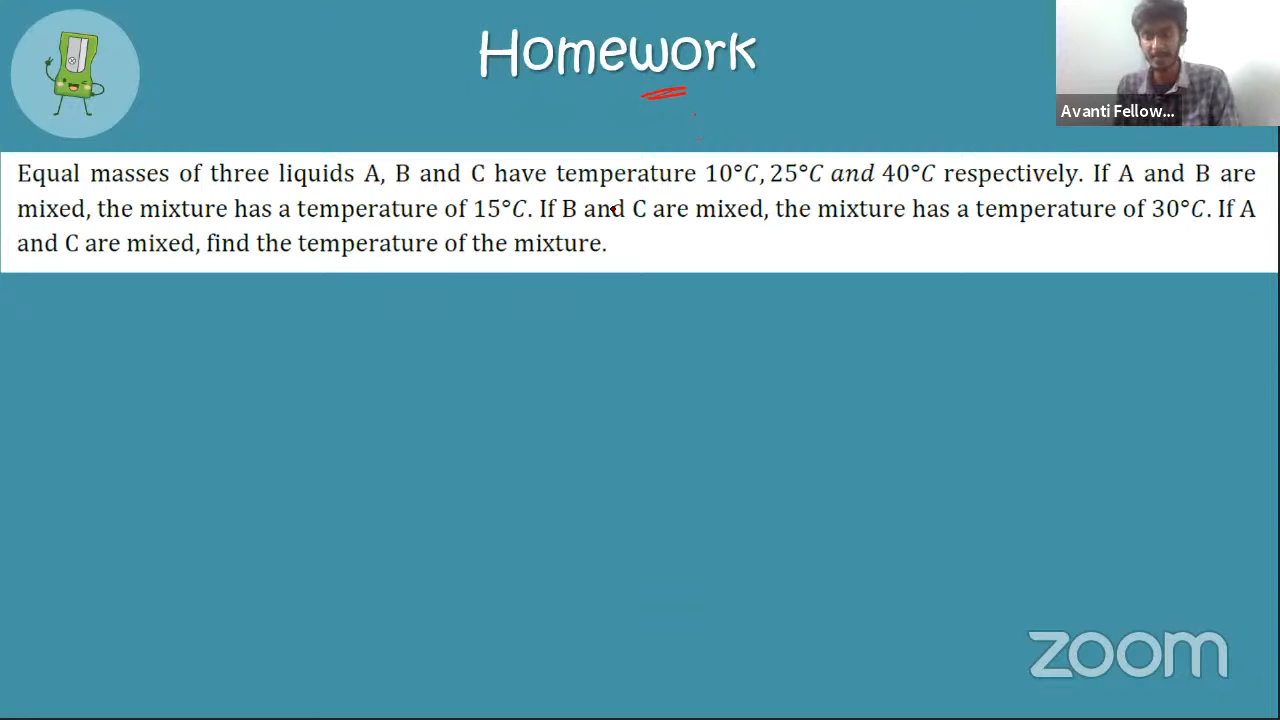 Homework
Avanti Fellow...
Equal masses of three liquids A, B and C have temperature 10°C, 25°C and 40°C respectively. If A and B are
mixed, the mixture has a temperature of 15°C. If B and C are mixed, the mixture has a temperature of 30°C. If A
and C are mixed, find the temperature of the mixture.
zoom